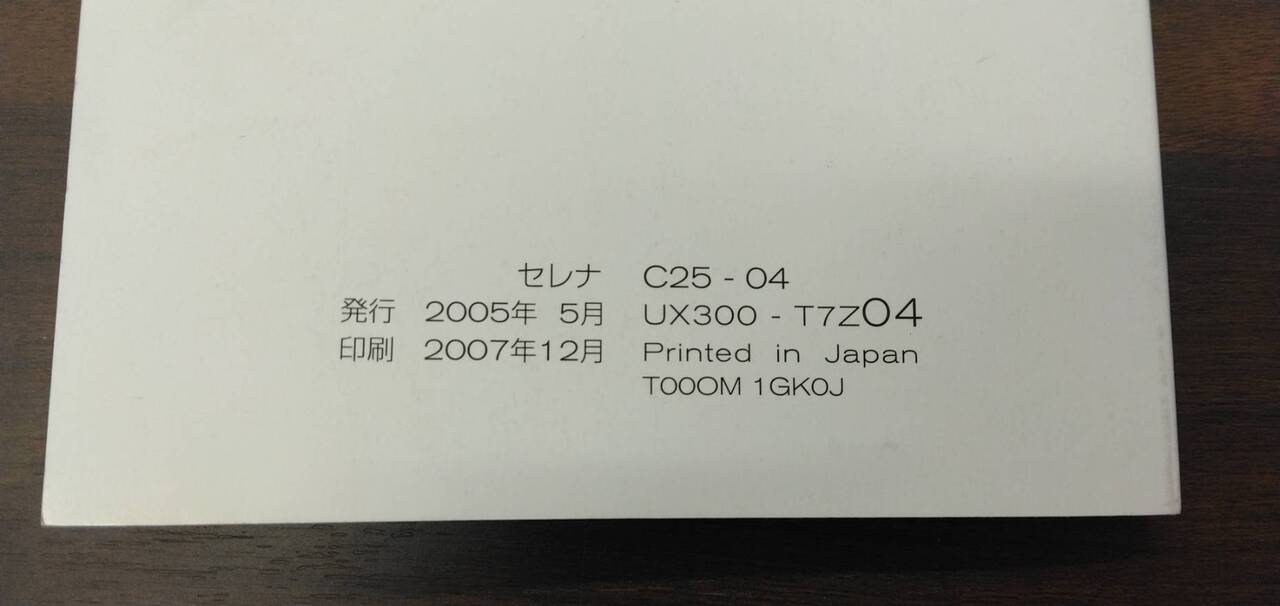 セレナ C25 - 04
発行 2005年 5月 UX300 - T7Z04
印刷 2007年12月 Printed in Japan
T00OM 1GK0J